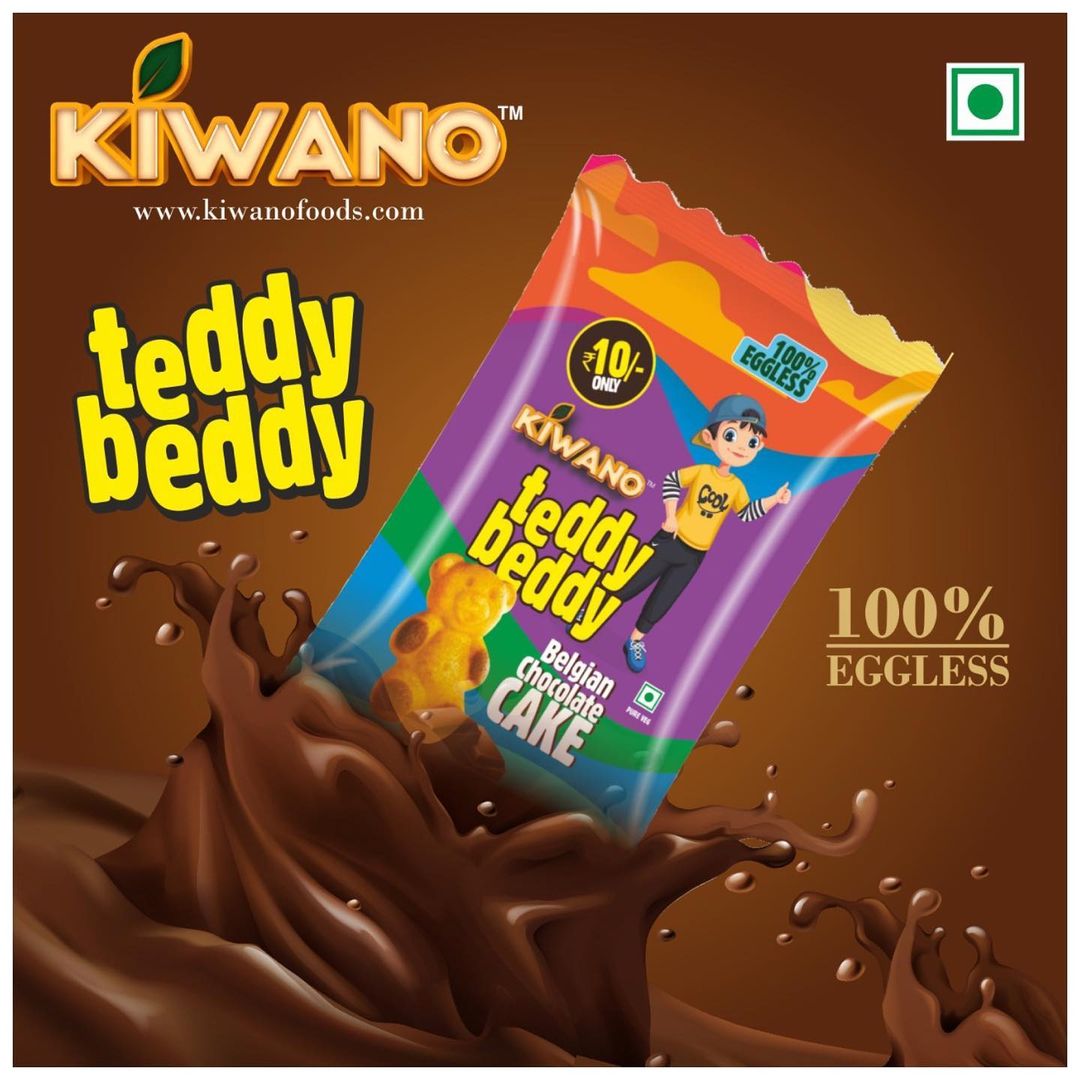 KIWANO™
www.kiwanofoods.com
teddy
beddy
₹10/-
ONLY
100%
EGGLESS
KIWANO™
COOL
teddy
beddy
Belgian
Chocolate
CAKE
PURE VEG
100%
EGGLESS